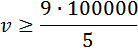 v ≥ 9 · 100000 / 5